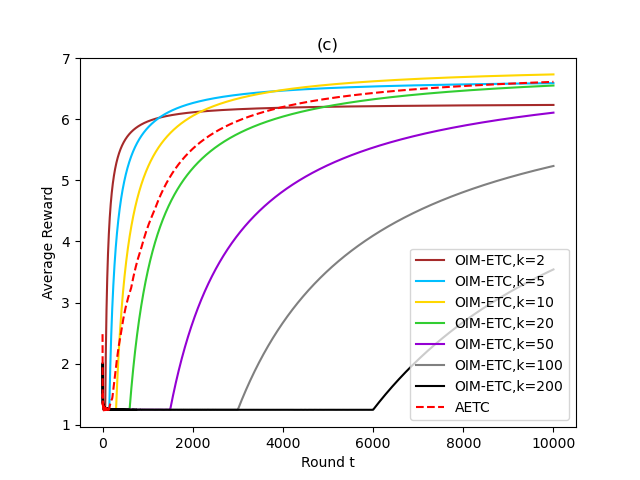 (c)
Average Reward
7
6
5
4
3
2
1
0
2000
4000
6000
8000
10000
Round t
OIM-ETC,k=2
OIM-ETC,k=5
OIM-ETC,k=10
OIM-ETC,k=20
OIM-ETC,k=50
OIM-ETC,k=100
OIM-ETC,k=200
AETC